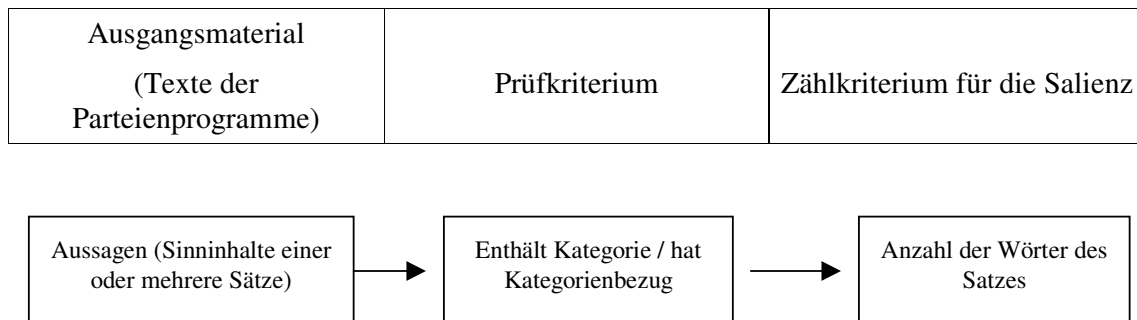 Ausgangsmaterial
(Texte der
Parteienprogramme)
Prüfkriterium
Zählkriterium für die Salienz
Aussagen (Sinninhalte einer
oder mehrere Sätze)
Enthält Kategorie / hat
Kategorienbezug
Anzahl der Wörter des
Satzes